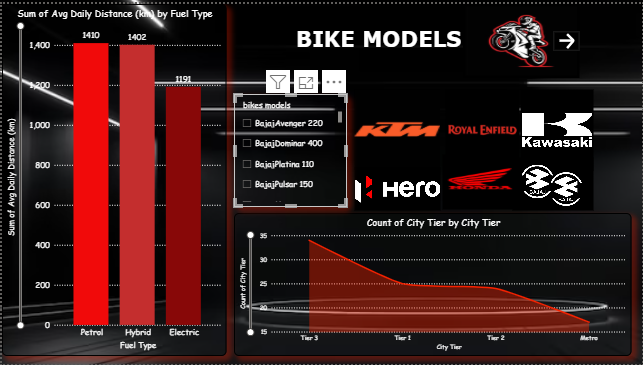 Sum of Avg Daily Distance (km) by Fuel Type
Sum of Avg Daily Distance (km)
1,400
1,200
1,000
800
600
400
200
0
1410
1402
1191
Petrol
Hybrid
Electric
Fuel Type
BIKE MODELS
bikes models
BajajAvenger 220
BajajDominar 400
BajajPlatina 110
BajajPulsar 150
KTM
ROYAL ENFIELD
Kawasaki
Hero
HONDA
BAJAJ
Count of City Tier by City Tier
Count of City Tier
35
30
25
20
15
Tier 3
Tier 1
Tier 2
Metro
City Tier